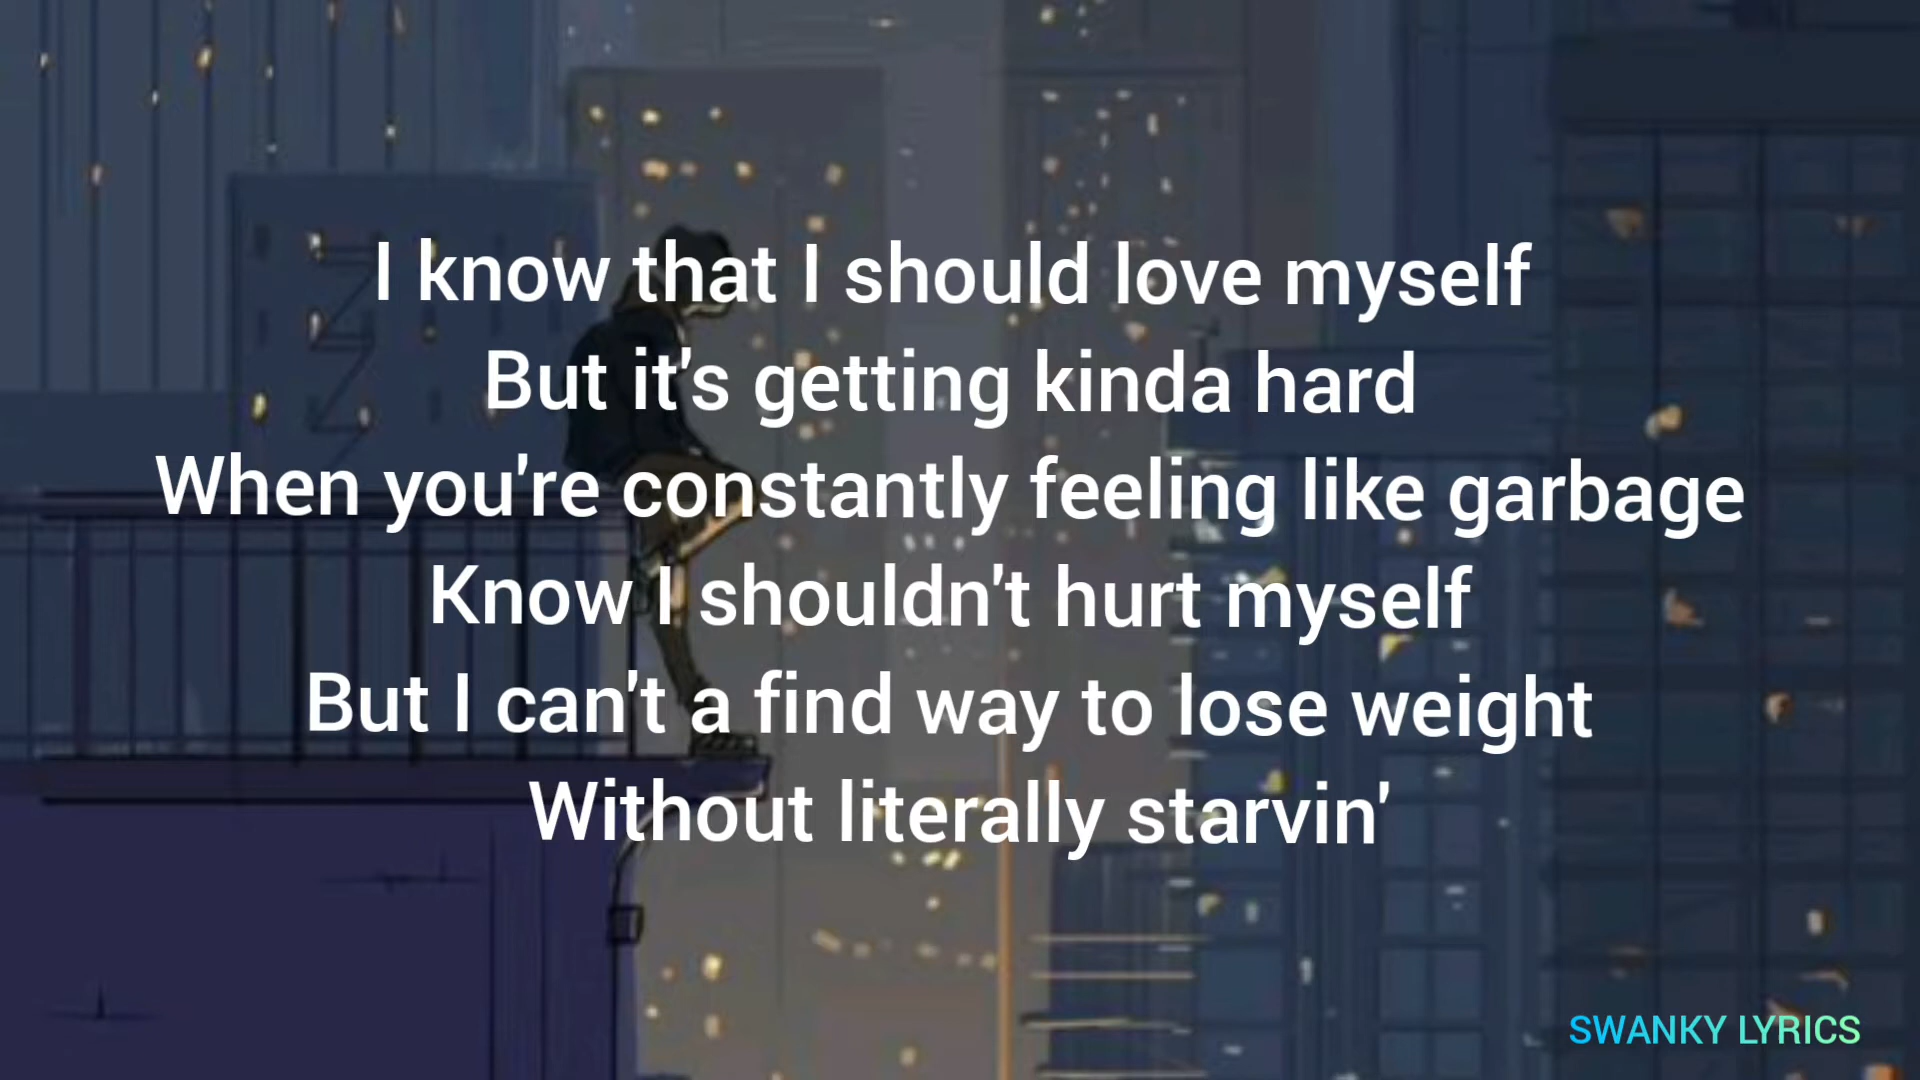 I know that I should love myself
But it's getting kinda hard
When you're constantly feeling like garbage
Know I shouldn't hurt myself
But I can't a find way to lose weight
Without literally starvin'
SWANKY LYRICS